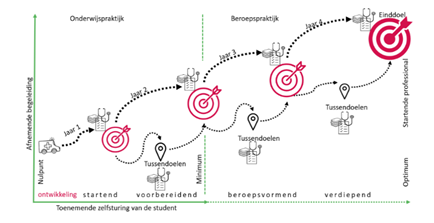 Onderwijspraktijk
Beroepspraktijk
Jaar 4
Einddoel
Jaar 3
Jaar 2
Jaar 1
Afnemende begeleiding
Startende professional
Tussendoelen
Tussendoelen
Tussendoelen
Nulpunt
Minimum
Optimum
ontwikkeling startend voorbereidend beroepsvormend verdiepend
Toenemende zelfsturing van de student